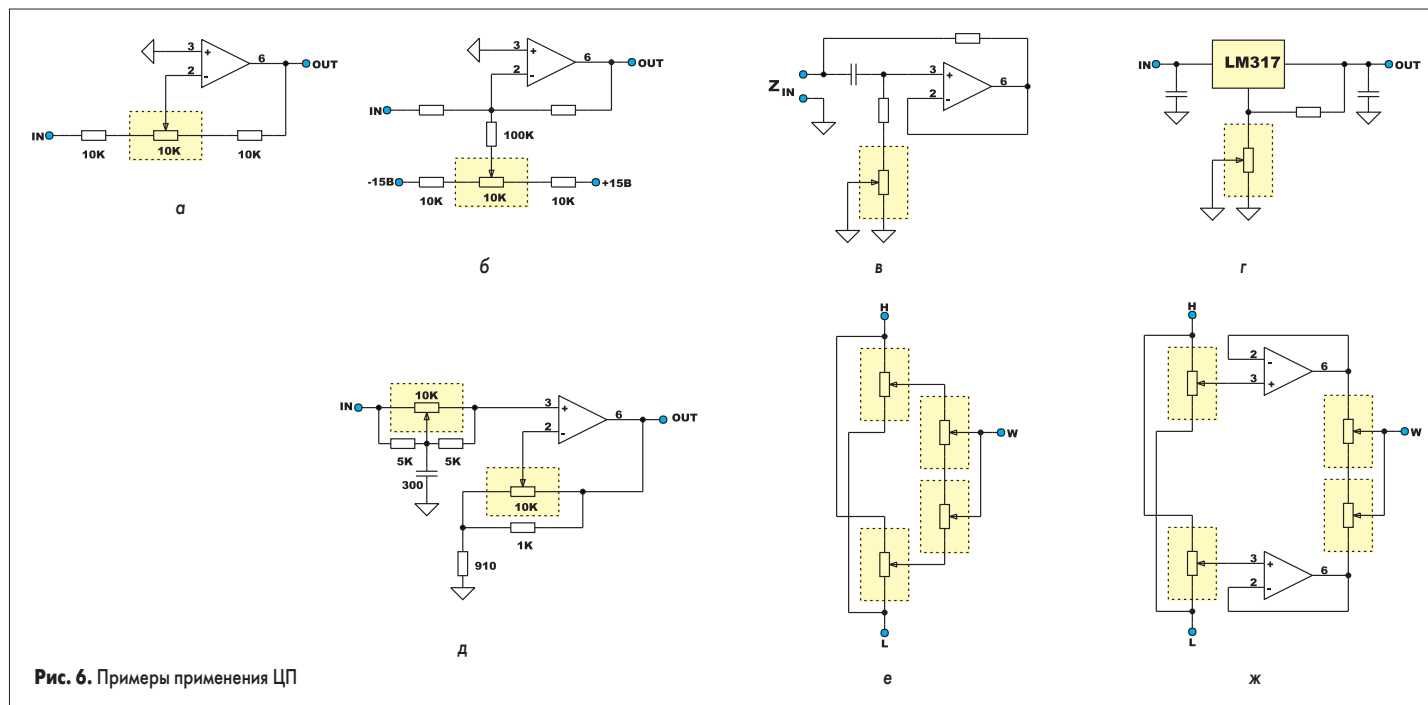 3
+
6
OUT
2
-
IN
10K
10K
10K
а
3
+
6
OUT
2
-
IN
100K
-15В
+15В
10K
10K
10K
б
Z IN
3
+
6
2
-
в
IN
LM317
OUT
г
IN
10K
5K
5K
300
3
+
6
OUT
2
-
10K
1K
910
д
H
W
L
е
H
2
-
6
3
+
W
3
+
6
2
-
L
ж
Рис. 6. Примеры применения ЦП